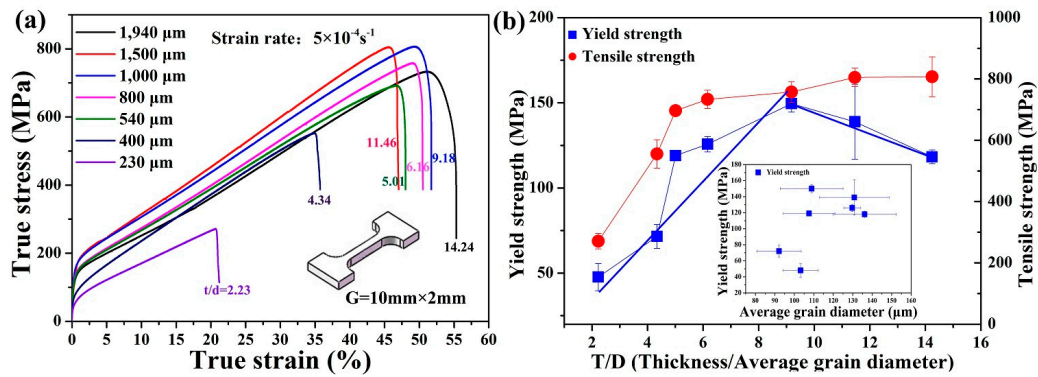 (a)
Strain rate: 5×10⁻⁴s⁻¹
1,940 μm
1,500 μm
1,000 μm
800 μm
540 μm
400 μm
230 μm
True stress (MPa)
800
600
400
200
0
11.46
9.18
6.16
5.01
4.34
14.24
t/d=2.23
G=10mm×2mm
0 5 10 15 20 25 30 35 40 45 50 55 60
True strain (%)
(b)
Yield strength
Tensile strength
Yield strength (MPa)
200
150
100
50
Tensile strength (MPa)
1000
800
600
400
200
0
Yield strength
Yield strength (MPa)
180
160
140
120
100
80
60
40
20
80 90 100 110 120 130 140 150 160
Average grain diameter (μm)
2 4 6 8 10 12 14 16
T/D (Thickness/Average grain diameter)